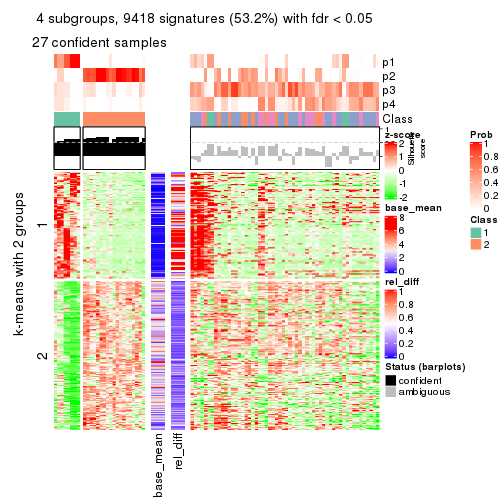 4 subgroups, 9418 signatures (53.2%) with fdr < 0.05
27 confident samples
p1
p2
p3
p4
Class
1
Silhouette
score
k-means with 2 groups
1
2
base_mean
rel_diff
z-score
2
1
0
-1
-2
base_mean
8
6
4
2
0
rel_diff
1
0.8
0.6
0.4
0.2
0
Status (barplots)
confident
ambiguous
Prob
1
0.8
0.6
0.4
0.2
0
Class
1
2